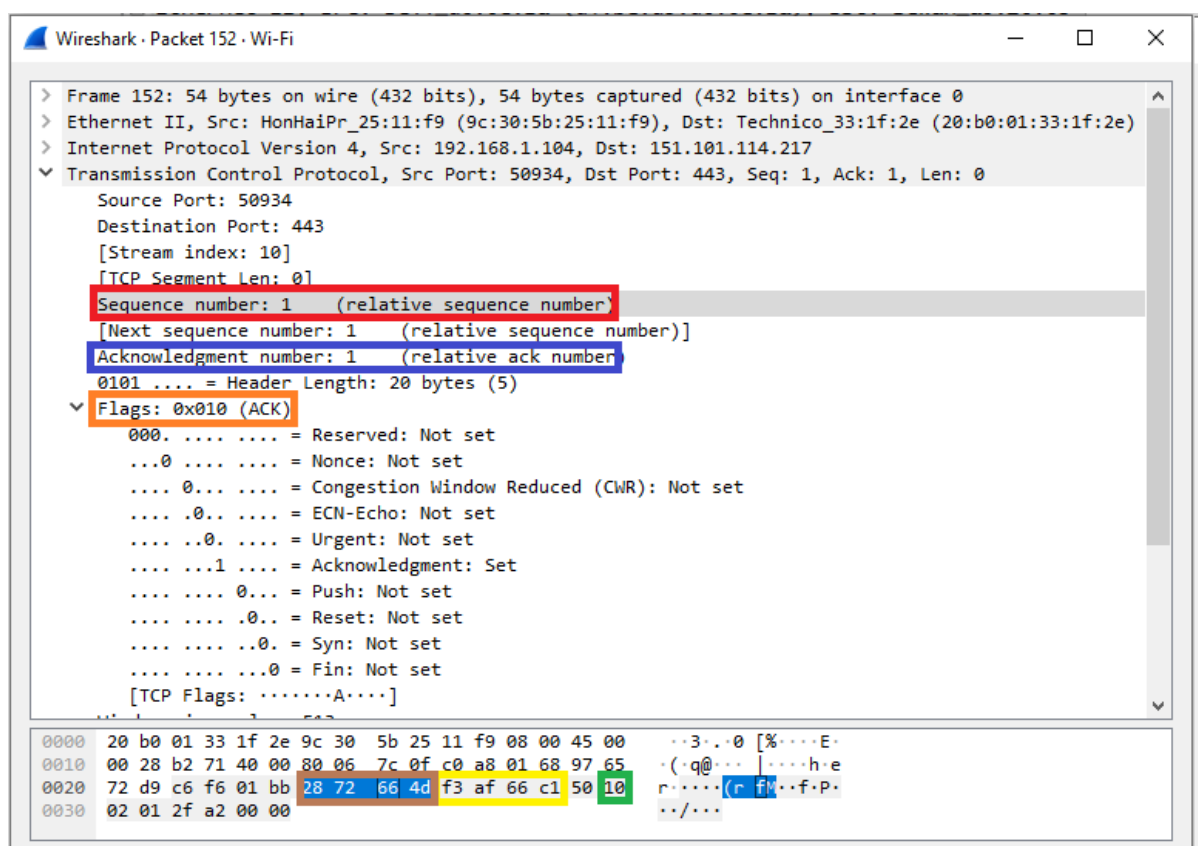 Wireshark · Packet 152 · Wi-Fi
Frame 152: 54 bytes on wire (432 bits), 54 bytes captured (432 bits) on interface 0
Ethernet II, Src: HonHaiPr_25:11:f9 (9c:30:5b:25:11:f9), Dst: Technico_33:1f:2e (20:b0:01:33:1f:2e)
Internet Protocol Version 4, Src: 192.168.1.104, Dst: 151.101.114.217
Transmission Control Protocol, Src Port: 50934, Dst Port: 443, Seq: 1, Ack: 1, Len: 0
Source Port: 50934
Destination Port: 443
[Stream index: 10]
[TCP Segment Len: 0]
Sequence number: 1    (relative sequence number)
[Next sequence number: 1    (relative sequence number)]
Acknowledgment number: 1    (relative ack number)
0101 .... = Header Length: 20 bytes (5)
Flags: 0x010 (ACK)
000. .... .... = Reserved: Not set
...0 .... .... = Nonce: Not set
.... 0... .... = Congestion Window Reduced (CWR): Not set
.... .0.. .... = ECN-Echo: Not set
.... ..0. .... = Urgent: Not set
.... ...1 .... = Acknowledgment: Set
.... .... 0... = Push: Not set
.... .... .0.. = Reset: Not set
.... .... ..0. = Syn: Not set
.... .... ...0 = Fin: Not set
[TCP Flags: ·······A····]
0000  20 b0 01 33 1f 2e 9c 30  5b 25 11 f9 08 00 45 00   ··3·.·0 [%····E·
0010  00 28 b2 71 40 00 80 06  7c 0f c0 a8 01 68 97 65   ·(·q@··· |····h·e
0020  72 d9 c6 f6 01 bb 28 72  66 4d f3 af 66 c1 50 10   r·····(r fM··f·P·
0030  02 01 2f a2 00 00   ··/···